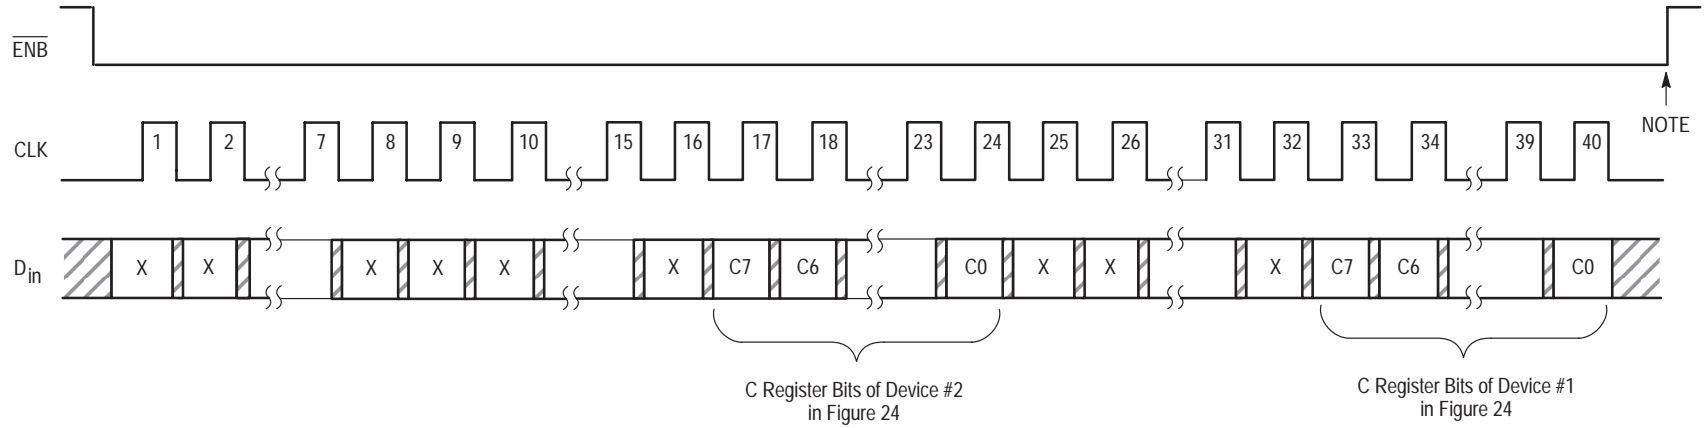 ENB
NOTE
CLK 1 2 7 8 9 10 15 16 17 18 23 24 25 26 31 32 33 34 39 40
Din X X X X X X C7 C6 C0 X X X C7 C6 C0
C Register Bits of Device #2
in Figure 24
C Register Bits of Device #1
in Figure 24